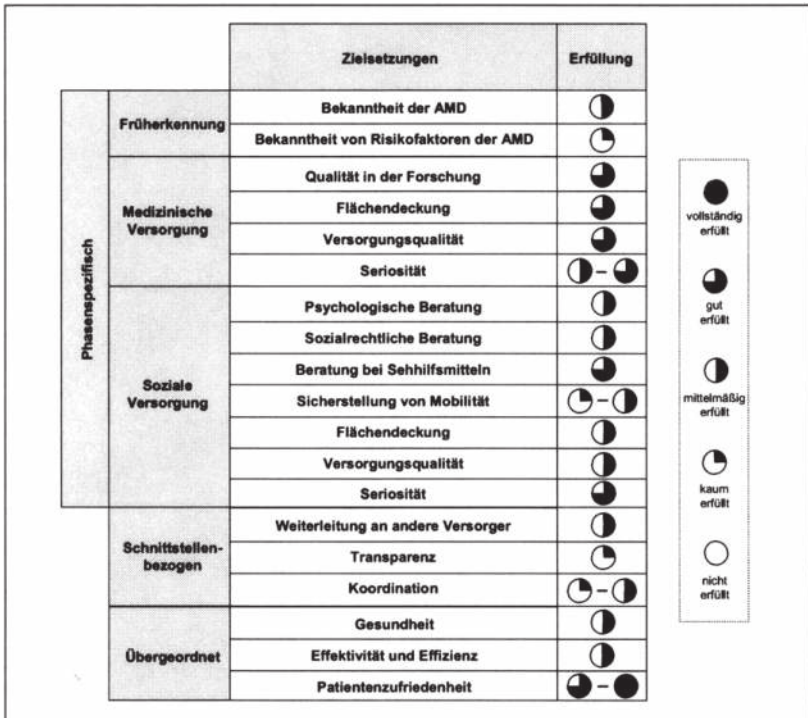 Zielsetzungen Erfüllung
Phasenspezifisch
Früherkennung
Bekanntheit der AMD
Bekanntheit von Risikofaktoren der AMD
Medizinische
Versorgung
Qualität in der Forschung
Flächendeckung
Versorgungsqualität
Seriosität –
Soziale
Versorgung
Psychologische Beratung
Sozialrechtliche Beratung
Beratung bei Sehhilfsmitteln
Sicherstellung von Mobilität –
Flächendeckung
Versorgungsqualität
Seriosität
Schnittstellen-
bezogen
Weiterleitung an andere Versorger
Transparenz
Koordination –
Übergeordnet
Gesundheit
Effektivität und Effizienz
Patientenzufriedenheit –
vollständig
erfüllt
gut
erfüllt
mittelmäßig
erfüllt
kaum
erfüllt
nicht
erfüllt